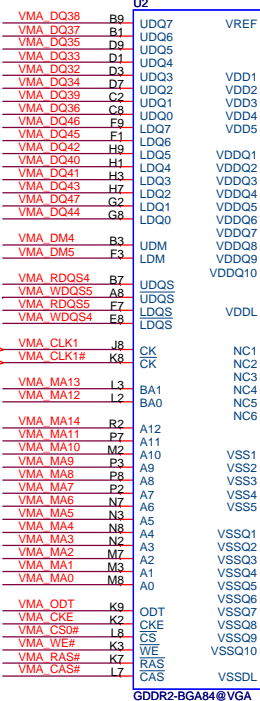 U2
VMA_DQ38 B9 UDQ7 VREF
VMA_DQ37 B1 UDQ6
VMA_DQ35 D9 UDQ5
VMA_DQ33 D1 UDQ4
VMA_DQ32 D3 UDQ3 VDD1
VMA_DQ34 D7 UDQ2 VDD2
VMA_DQ39 C2 UDQ1 VDD3
VMA_DQ36 C8 UDQ0 VDD4
VMA_DQ46 F9 LDQ7 VDD5
VMA_DQ45 F1 LDQ6
VMA_DQ42 H9 LDQ5 VDDQ1
VMA_DQ40 H1 LDQ4 VDDQ2
VMA_DQ41 H3 LDQ3 VDDQ3
VMA_DQ43 H7 LDQ2 VDDQ4
VMA_DQ47 G2 LDQ1 VDDQ5
VMA_DQ44 G8 LDQ0 VDDQ6
VDDQ7
VMA_DM4 B3 UDM VDDQ8
VMA_DM5 F3 LDM VDDQ9
VDDQ10
VMA_RDQS4 B7 UDQS
VMA_WDQS5 A8 UDQS
VMA_RDQS5 F7 LDQS VDDL
VMA_WDQS4 E8 LDQS
VMA_CLK1 J8 CK NC1
VMA_CLK1# K8 CK NC2
NC3
VMA_MA13 L3 BA1 NC4
VMA_MA12 L2 BA0 NC5
NC6
VMA_MA14 R2 A12
VMA_MA11 P7 A11
VMA_MA10 M2 A10 VSS1
VMA_MA9 P3 A9 VSS2
VMA_MA8 P8 A8 VSS3
VMA_MA7 P2 A7 VSS4
VMA_MA6 N7 A6 VSS5
VMA_MA5 N3 A5
VMA_MA4 N8 A4 VSSQ1
VMA_MA3 N2 A3 VSSQ2
VMA_MA2 M7 A2 VSSQ3
VMA_MA1 M3 A1 VSSQ4
VMA_MA0 M8 A0 VSSQ5
VSSQ6
VMA_ODT K9 ODT VSSQ7
VMA_CKE K2 CKE VSSQ8
VMA_CS0# L8 CS VSSQ9
VMA_WE# K3 WE VSSQ10
VMA_RAS# K7 RAS
VMA_CAS# L7 CAS VSSDL
GDDR2-BGA84@VGA